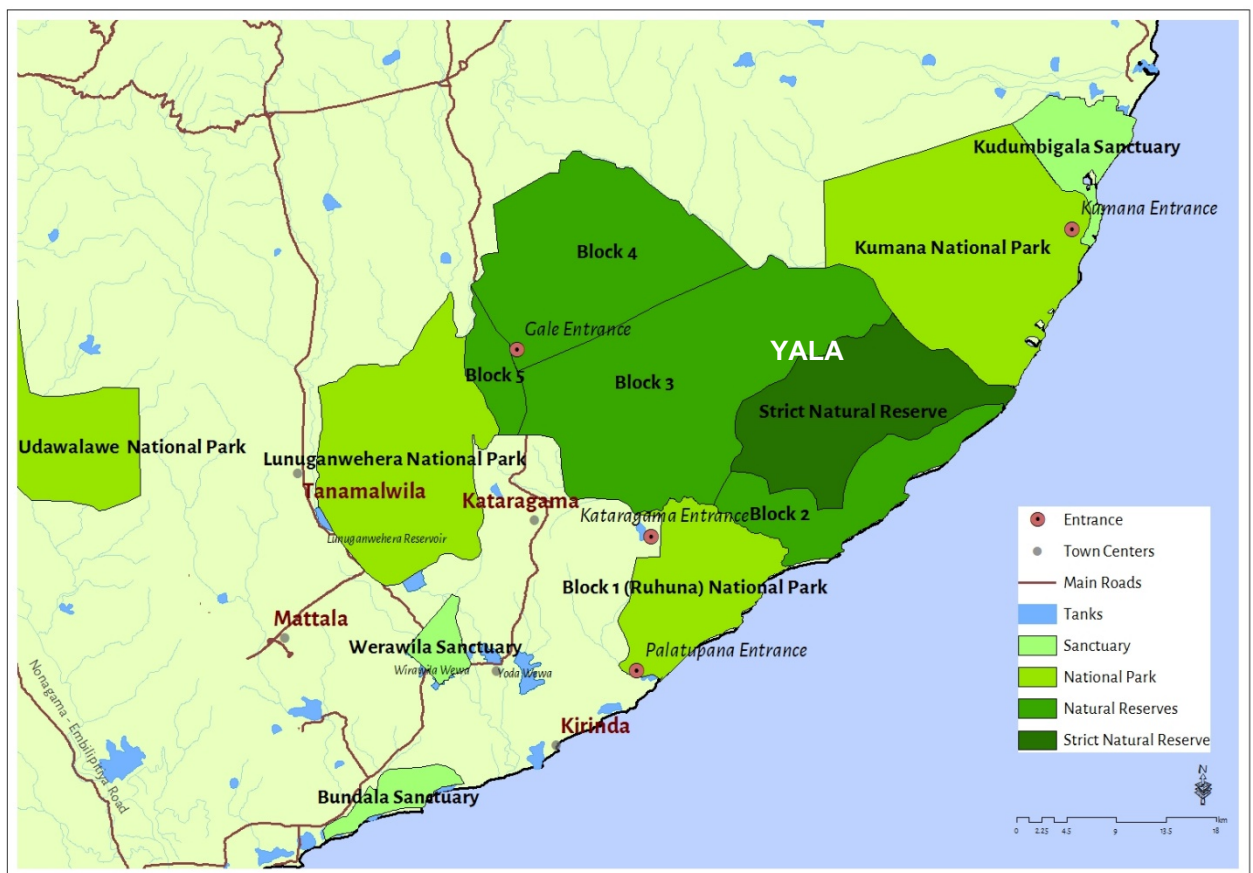 Kudumbigala Sanctuary
Kumana Entrance
Kumana National Park
Block 4
Gale Entrance
YALA
Block 5
Block 3
Strict Natural Reserve
Udawalawe National Park
Lunuganwehera National Park
Tanamalwila
Kataragama
Kataragama Entrance
Block 2
Lunuganwehera Reservoir
Block 1 (Ruhuna) National Park
Mattala
Werawila Sanctuary
Palatupana Entrance
Wirawila Wewa
Yoda Wewa
Nonagama - Embilipitiya Road
Kirinda
Bundala Sanctuary
Entrance
Town Centers
Main Roads
Tanks
Sanctuary
National Park
Natural Reserves
Strict Natural Reserve
N
km
0 2.25 4.5 9 13.5 18